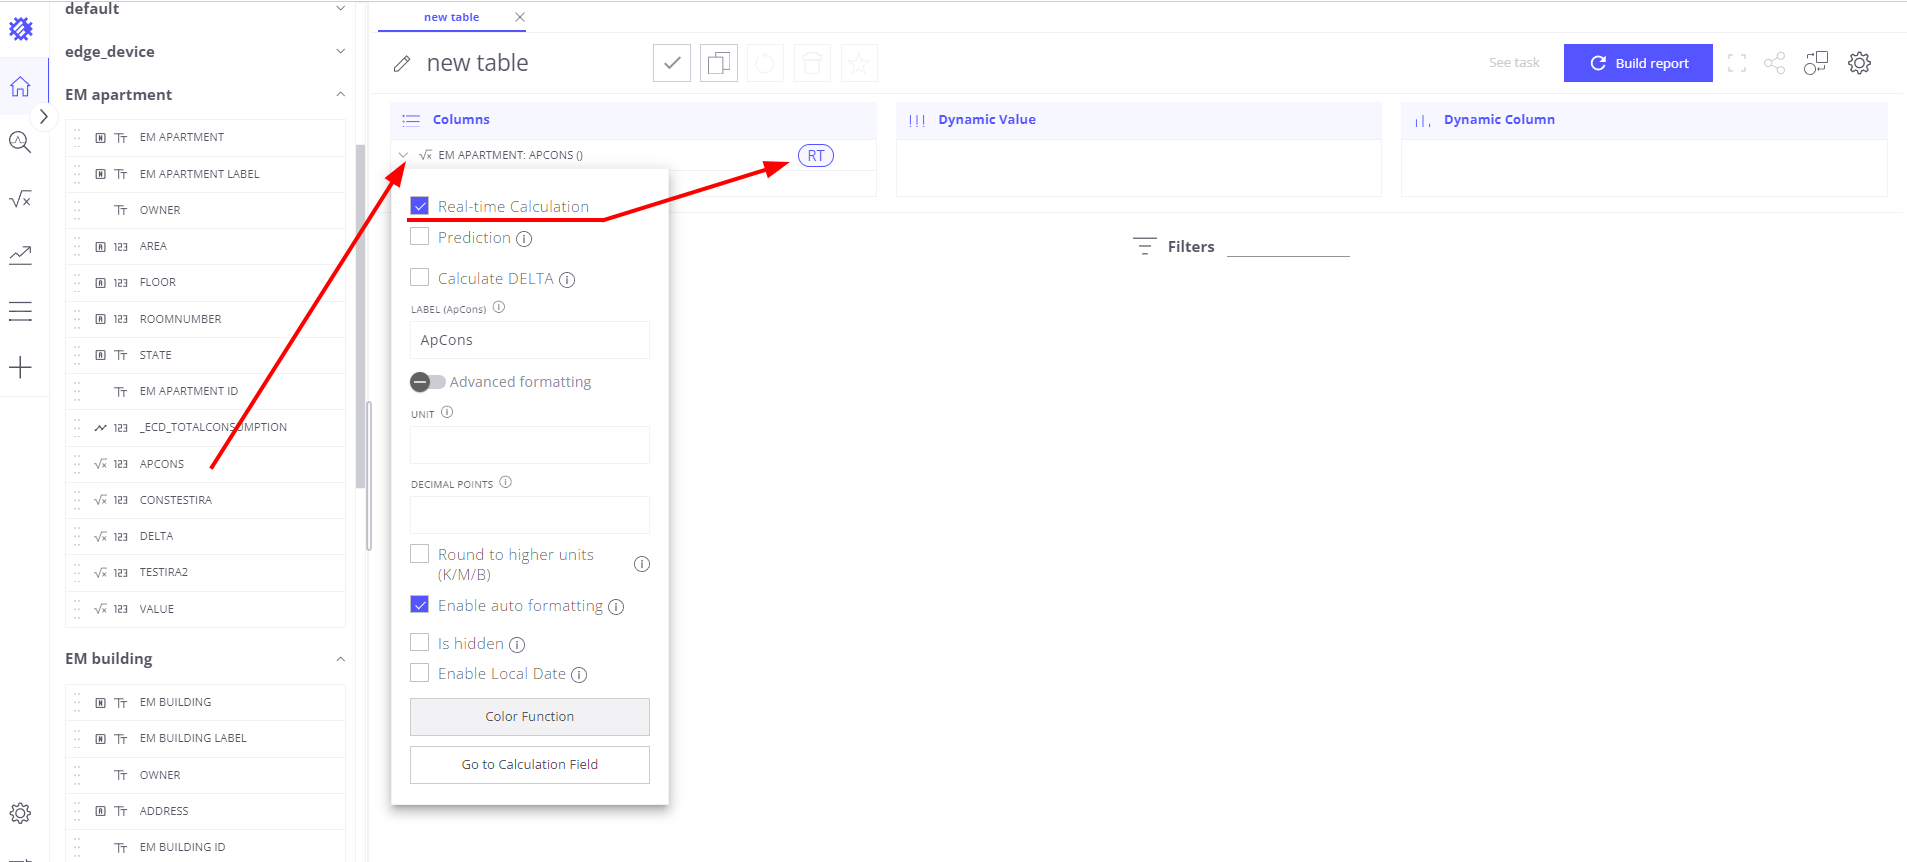 default
edge_device
EM apartment
EM APARTMENT
EM APARTMENT LABEL
OWNER
123 AREA
123 FLOOR
123 ROOMNUMBER
STATE
EM APARTMENT ID
123 _ECD_TOTALCONSUMPTION
√x 123 APCONS
√x 123 CONSTESTIRA
√x 123 DELTA
√x 123 TESTIRA2
√x 123 VALUE
EM building
EM BUILDING
EM BUILDING LABEL
OWNER
ADDRESS
EM BUILDING ID
new table
new table
See task
Build report
Columns
√x EM APARTMENT: APCONS ()
RT
Dynamic Value
Dynamic Column
Filters
Real-time Calculation
Prediction
Calculate DELTA
LABEL (ApCons)
ApCons
Advanced formatting
UNIT
DECIMAL POINTS
Round to higher units
(K/M/B)
Enable auto formatting
Is hidden
Enable Local Date
Color Function
Go to Calculation Field